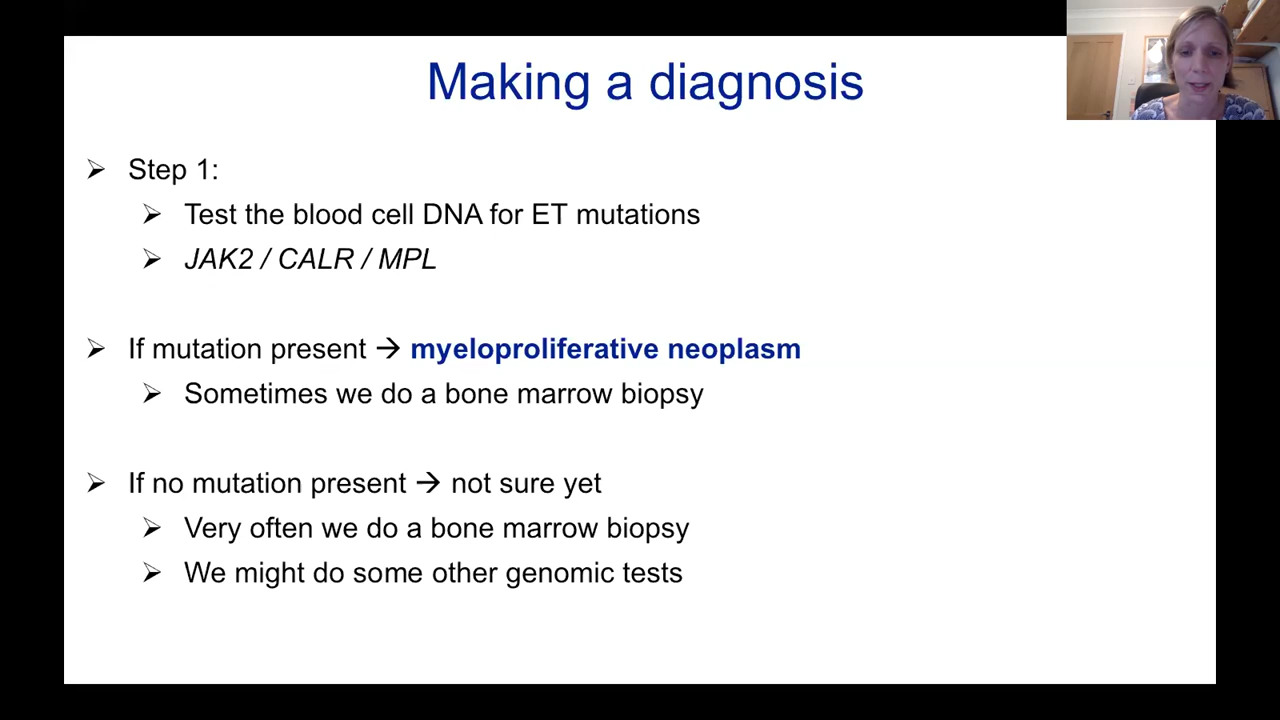 Making a diagnosis
➢ Step 1:
➢ Test the blood cell DNA for ET mutations
➢ JAK2 / CALR / MPL
➢ If mutation present → myeloproliferative neoplasm
➢ Sometimes we do a bone marrow biopsy
➢ If no mutation present → not sure yet
➢ Very often we do a bone marrow biopsy
➢ We might do some other genomic tests